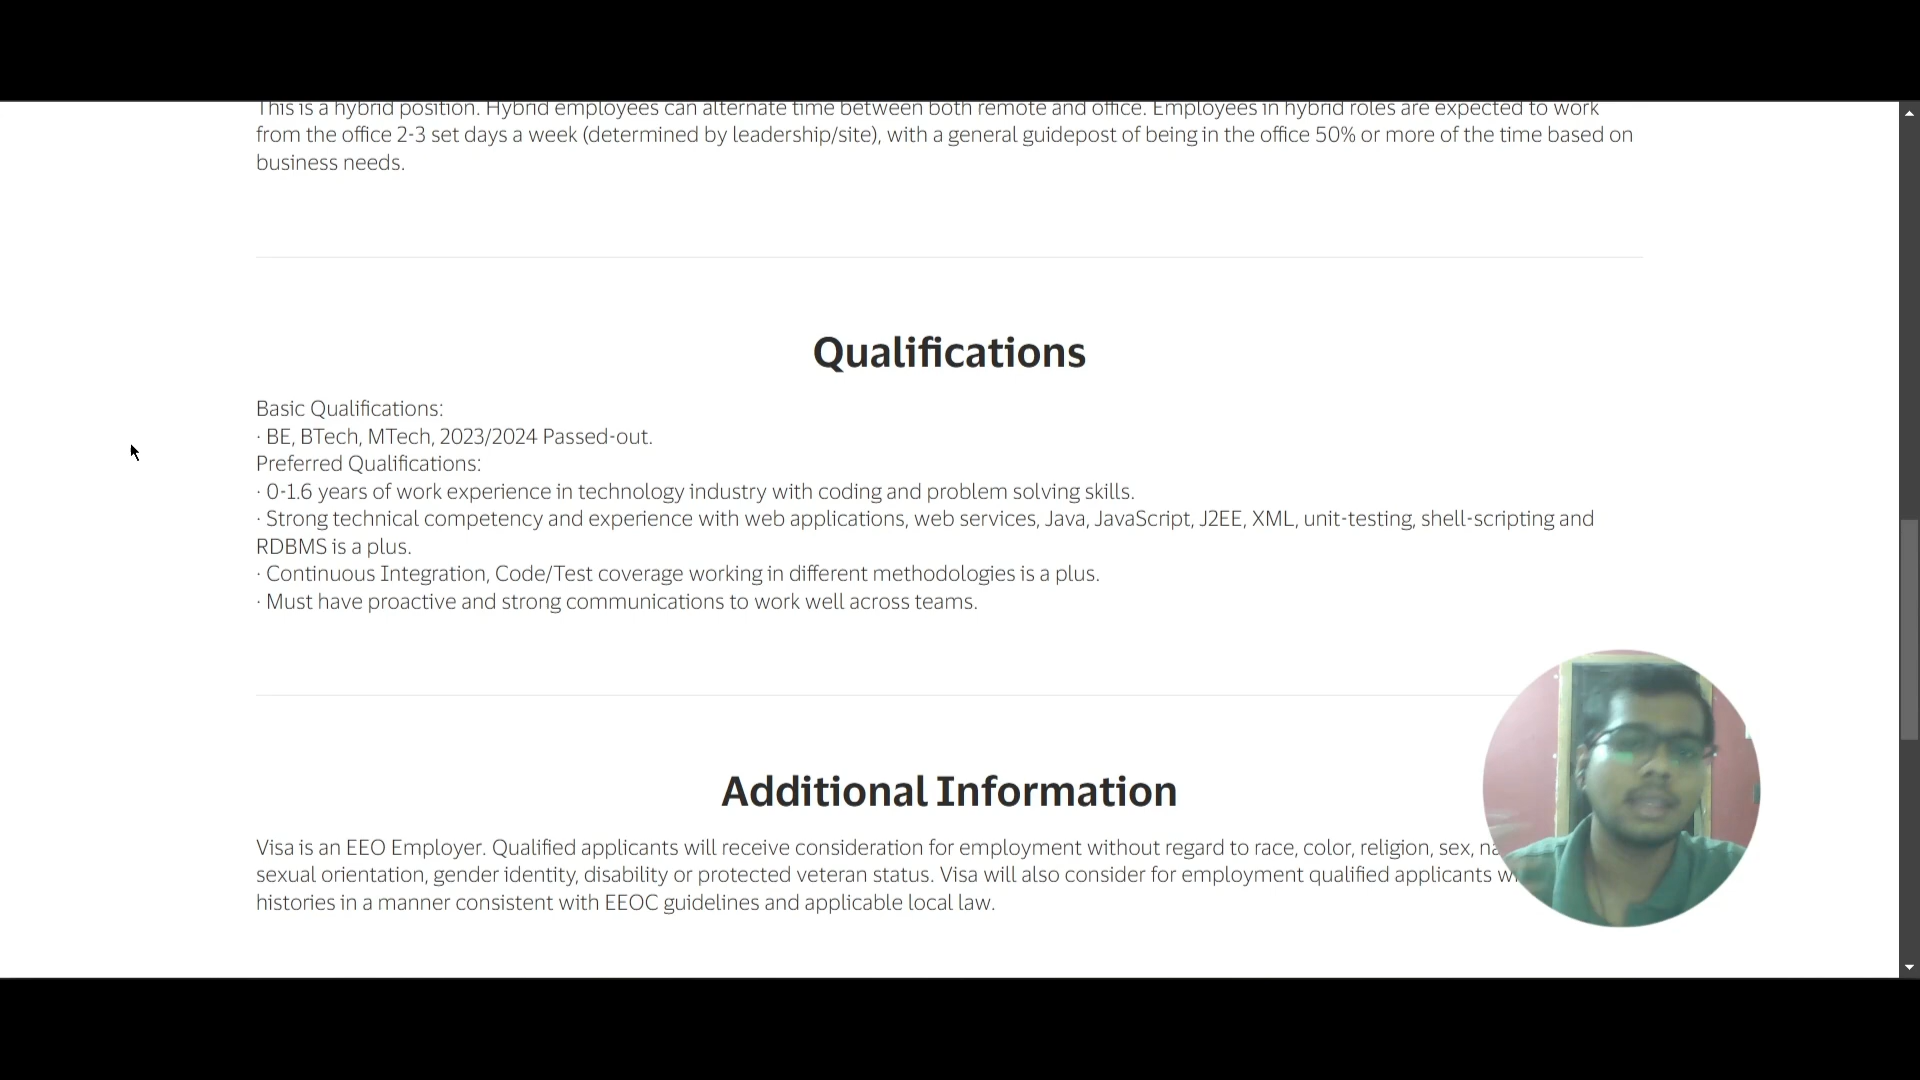 This is a hybrid position. Hybrid employees can alternate time between both remote and office. Employees in hybrid roles are expected to work
from the office 2-3 set days a week (determined by leadership/site), with a general guidepost of being in the office 50% or more of the time based on
business needs.
Qualifications
Basic Qualifications:
· BE, BTech, MTech, 2023/2024 Passed-out.
Preferred Qualifications:
· 0-1.6 years of work experience in technology industry with coding and problem solving skills.
· Strong technical competency and experience with web applications, web services, Java, JavaScript, J2EE, XML, unit-testing, shell-scripting and
RDBMS is a plus.
· Continuous Integration, Code/Test coverage working in different methodologies is a plus.
· Must have proactive and strong communications to work well across teams.
Additional Information
Visa is an EEO Employer. Qualified applicants will receive consideration for employment without regard to race, color, religion, sex,
sexual orientation, gender identity, disability or protected veteran status. Visa will also consider for employment qualified applicants
histories in a manner consistent with EEOC guidelines and applicable local law.